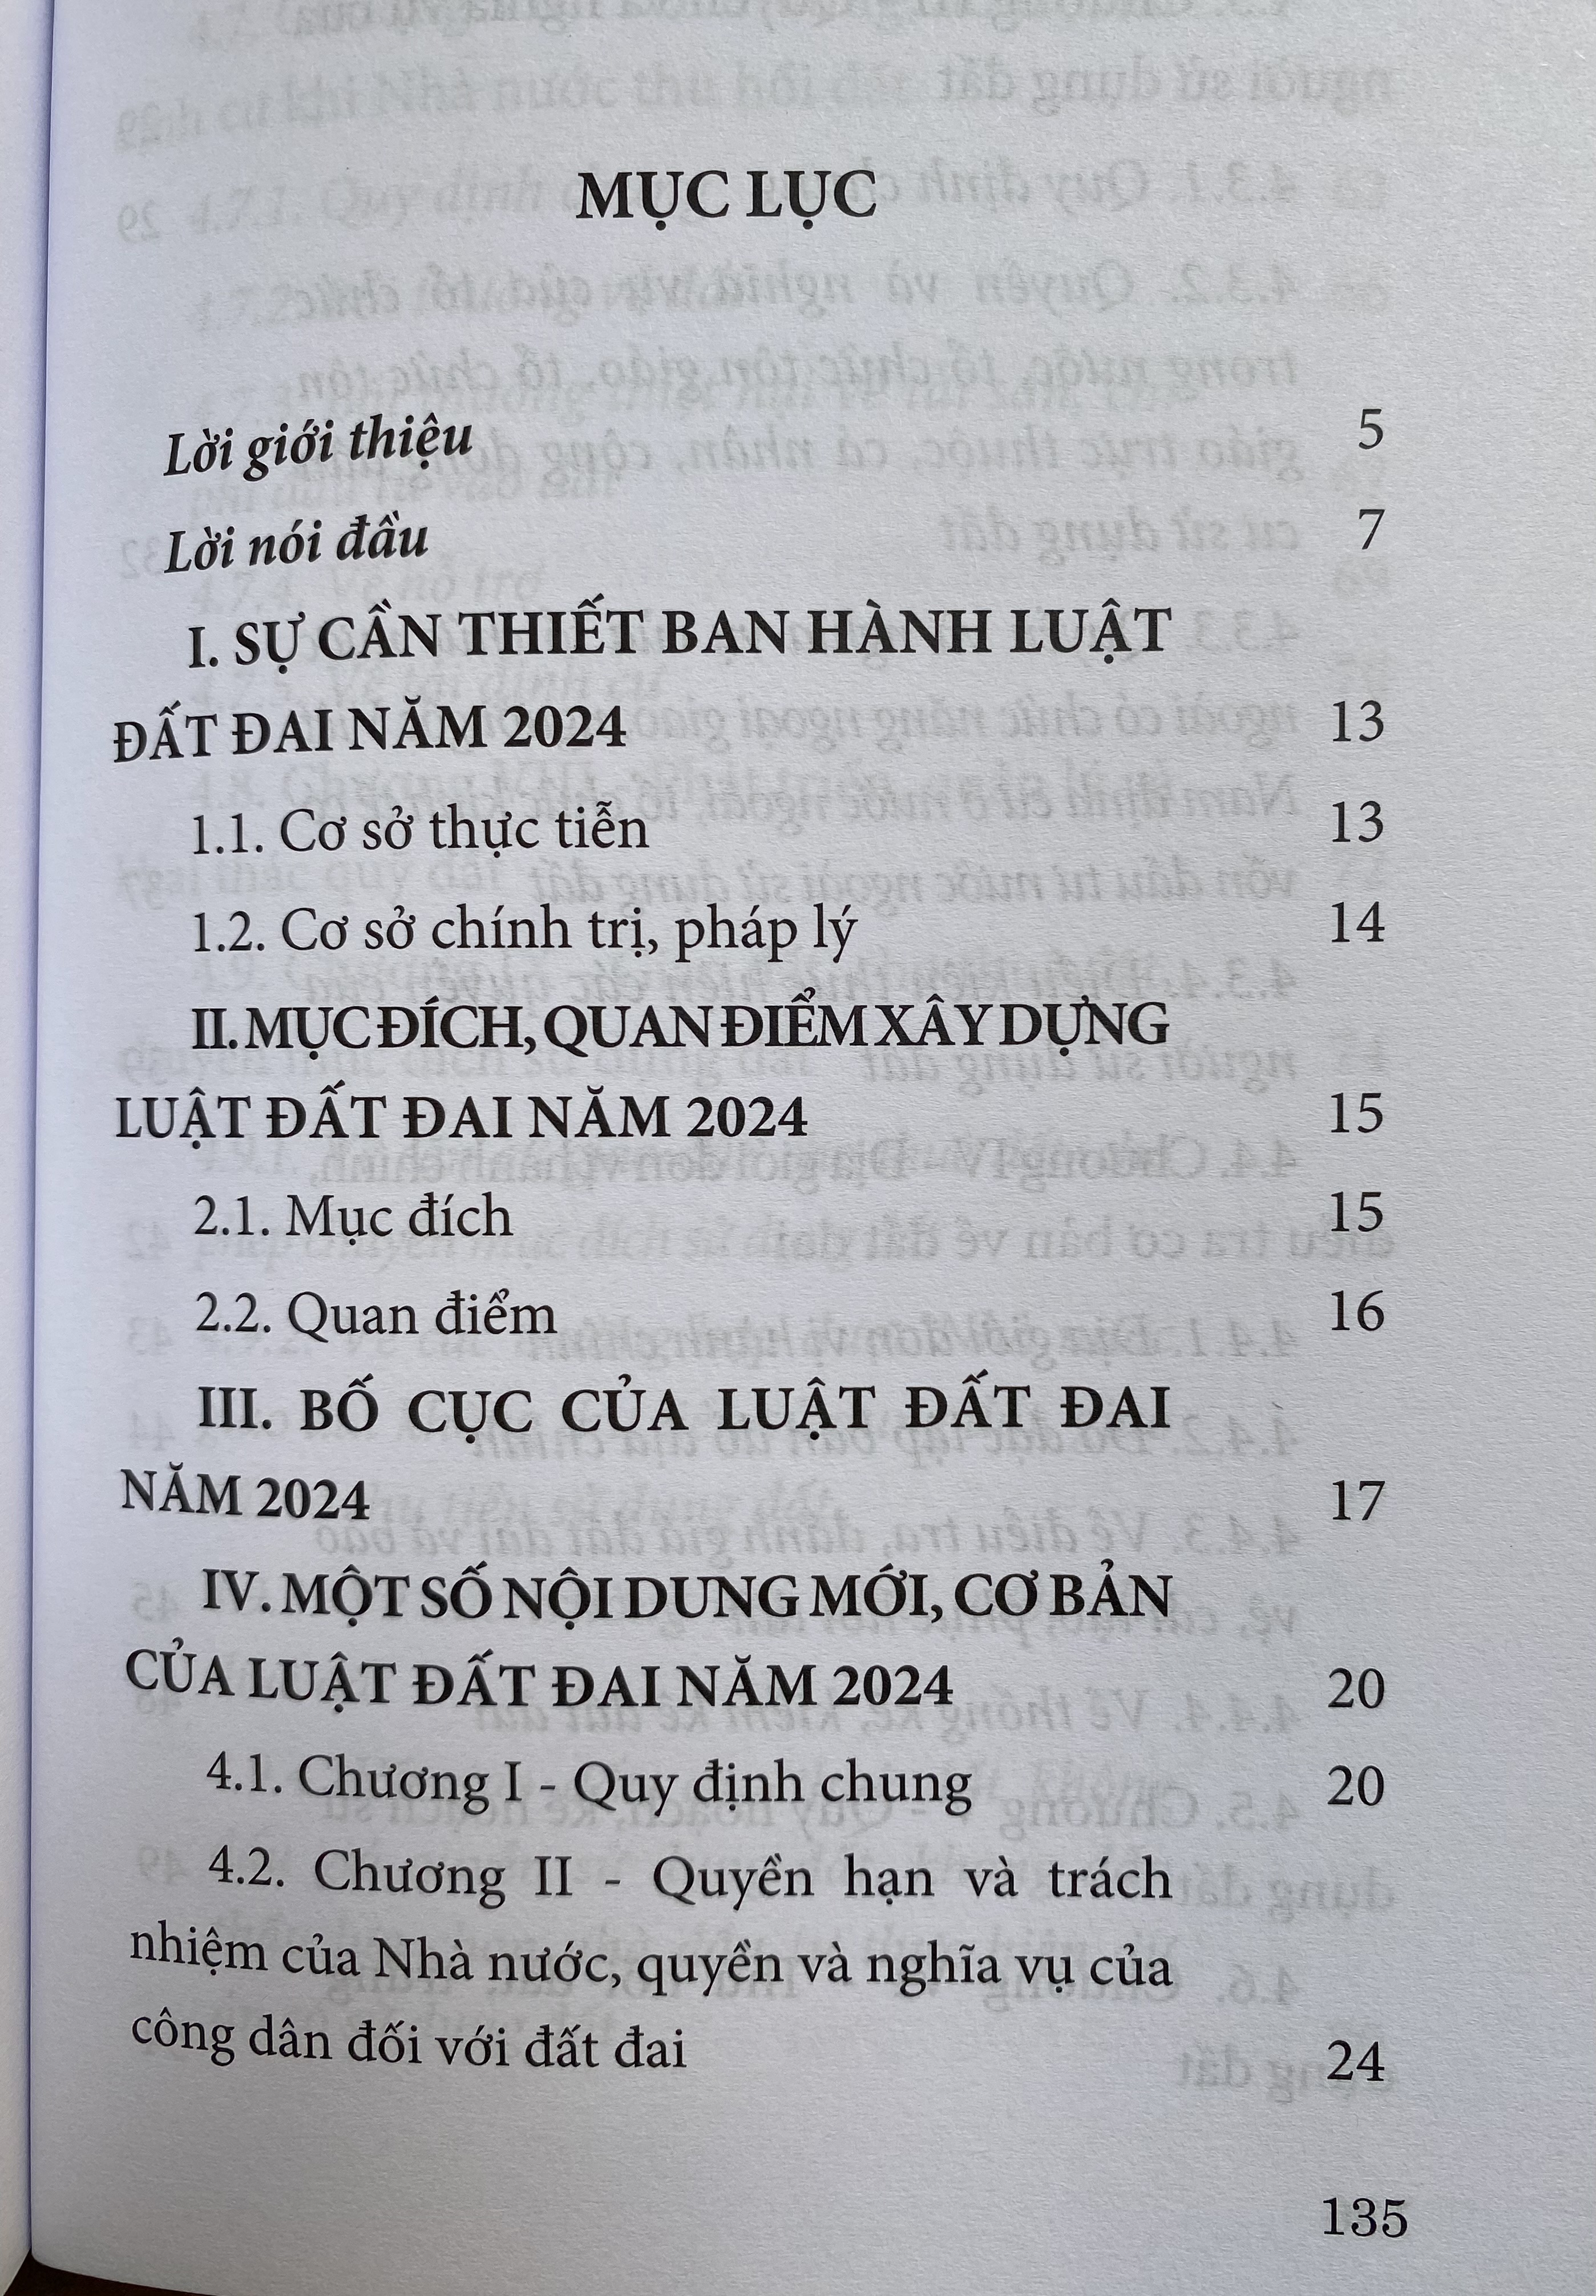 MỤC LỤC
Lời giới thiệu 5
Lời nói đầu 7
I. SỰ CẦN THIẾT BAN HÀNH LUẬT
ĐẤT ĐAI NĂM 2024 13
1.1. Cơ sở thực tiễn 13
1.2. Cơ sở chính trị, pháp lý 14
II. MỤC ĐÍCH, QUAN ĐIỂM XÂY DỰNG
LUẬT ĐẤT ĐAI NĂM 2024 15
2.1. Mục đích 15
2.2. Quan điểm 16
III. BỐ CỤC CỦA LUẬT ĐẤT ĐAI
NĂM 2024 17
IV. MỘT SỐ NỘI DUNG MỚI, CƠ BẢN
CỦA LUẬT ĐẤT ĐAI NĂM 2024 20
4.1. Chương I - Quy định chung 20
4.2. Chương II - Quyền hạn và trách
nhiệm của Nhà nước, quyền và nghĩa vụ của
công dân đối với đất đai 24
135